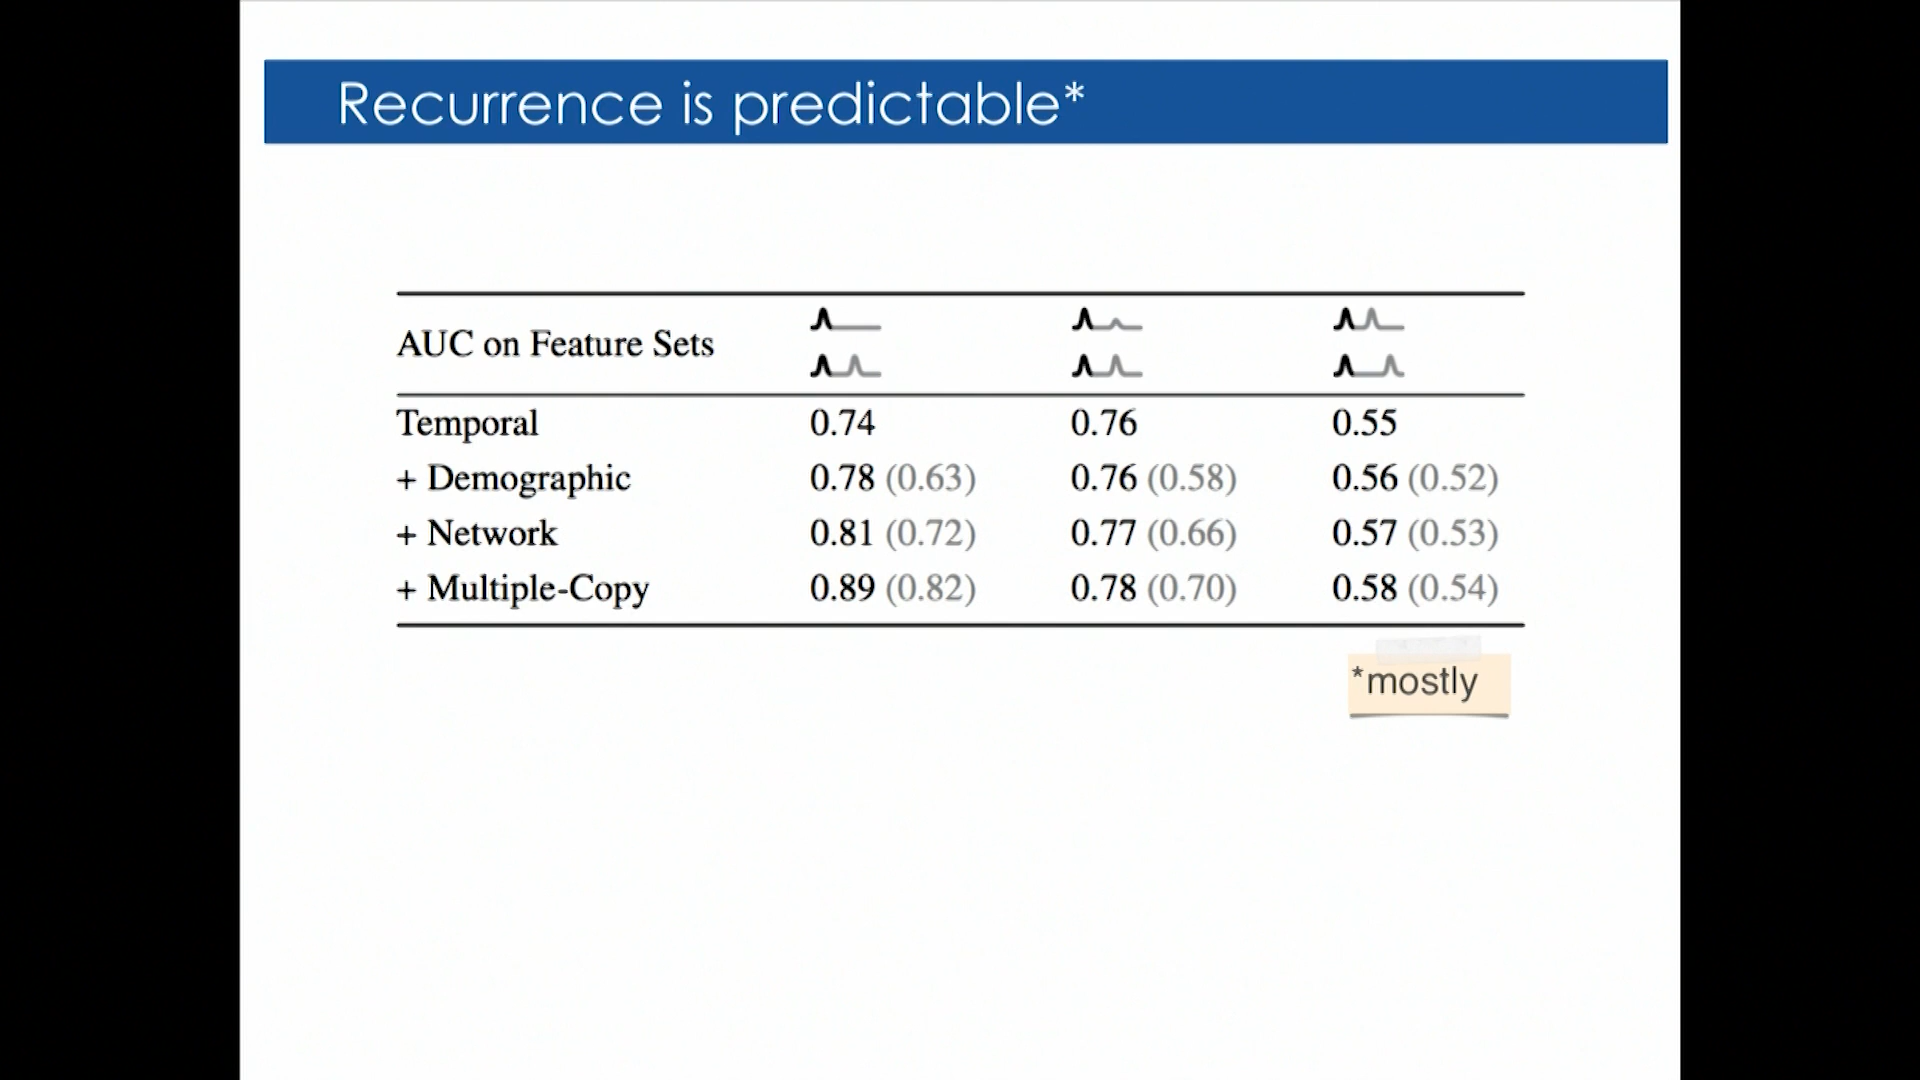 Recurrence is predictable*
AUC on Feature Sets
Temporal 0.74 0.76 0.55
+ Demographic 0.78 (0.63) 0.76 (0.58) 0.56 (0.52)
+ Network 0.81 (0.72) 0.77 (0.66) 0.57 (0.53)
+ Multiple-Copy 0.89 (0.82) 0.78 (0.70) 0.58 (0.54)
*mostly